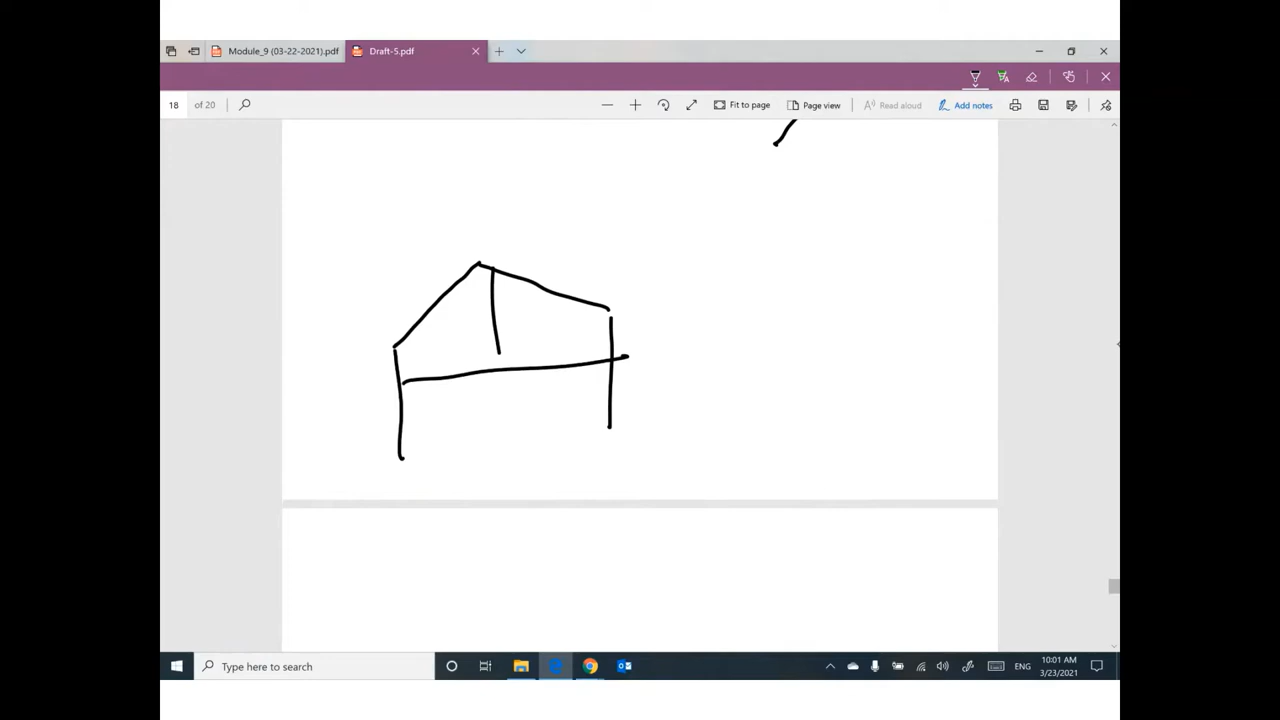 Module_9 (03-22-2021).pdf
Draft-5.pdf
18 of 20
Fit to page
Page view
Read aloud
Add notes
Type here to search
ENG
10:01 AM
3/23/2021